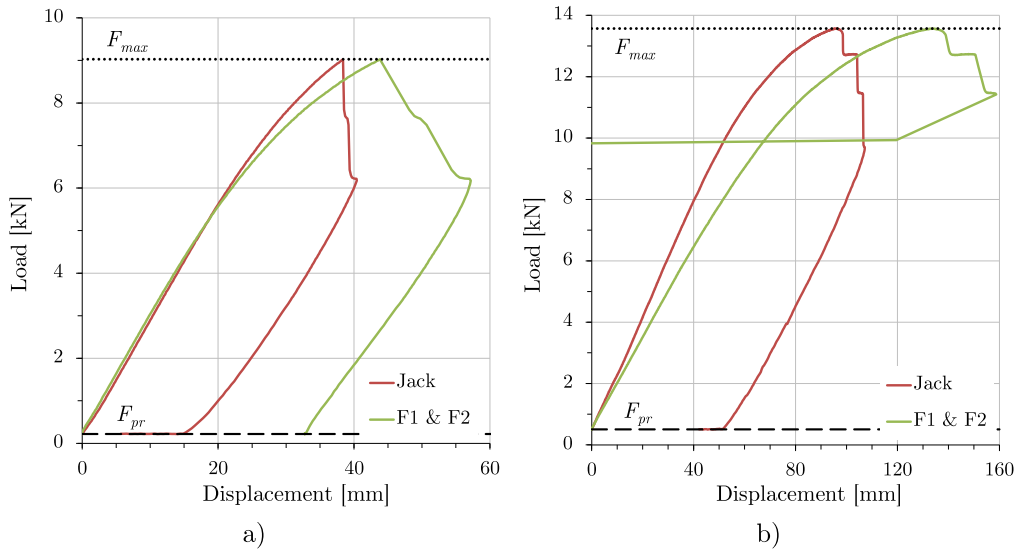 10
8
6
4
2
0
Load [kN]
F_max
F_pr
Jack
F1 & F2
0 20 40 60
Displacement [mm]
a)
14
12
10
8
6
4
2
0
Load [kN]
F_max
F_pr
Jack
F1 & F2
0 40 80 120 160
Displacement [mm]
b)